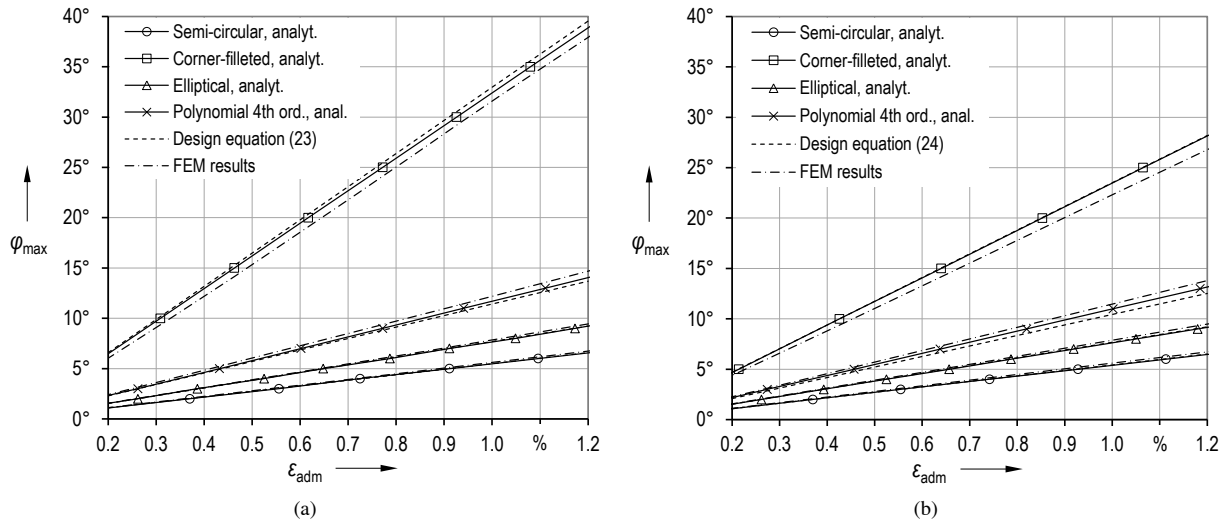 40°
35°
30°
25°
20°
15°
10°
5°
0°
φmax
Semi-circular, analyt.
Corner-filleted, analyt.
Elliptical, analyt.
Polynomial 4th ord., anal.
Design equation (23)
FEM results
0.2 0.3 0.4 0.5 0.6 0.7 0.8 0.9 1.0 % 1.2
εadm
(a)
40°
35°
30°
25°
20°
15°
10°
5°
0°
φmax
Semi-circular, analyt.
Corner-filleted, analyt.
Elliptical, analyt.
Polynomial 4th ord., anal.
Design equation (24)
FEM results
0.2 0.3 0.4 0.5 0.6 0.7 0.8 0.9 1.0 % 1.2
εadm
(b)